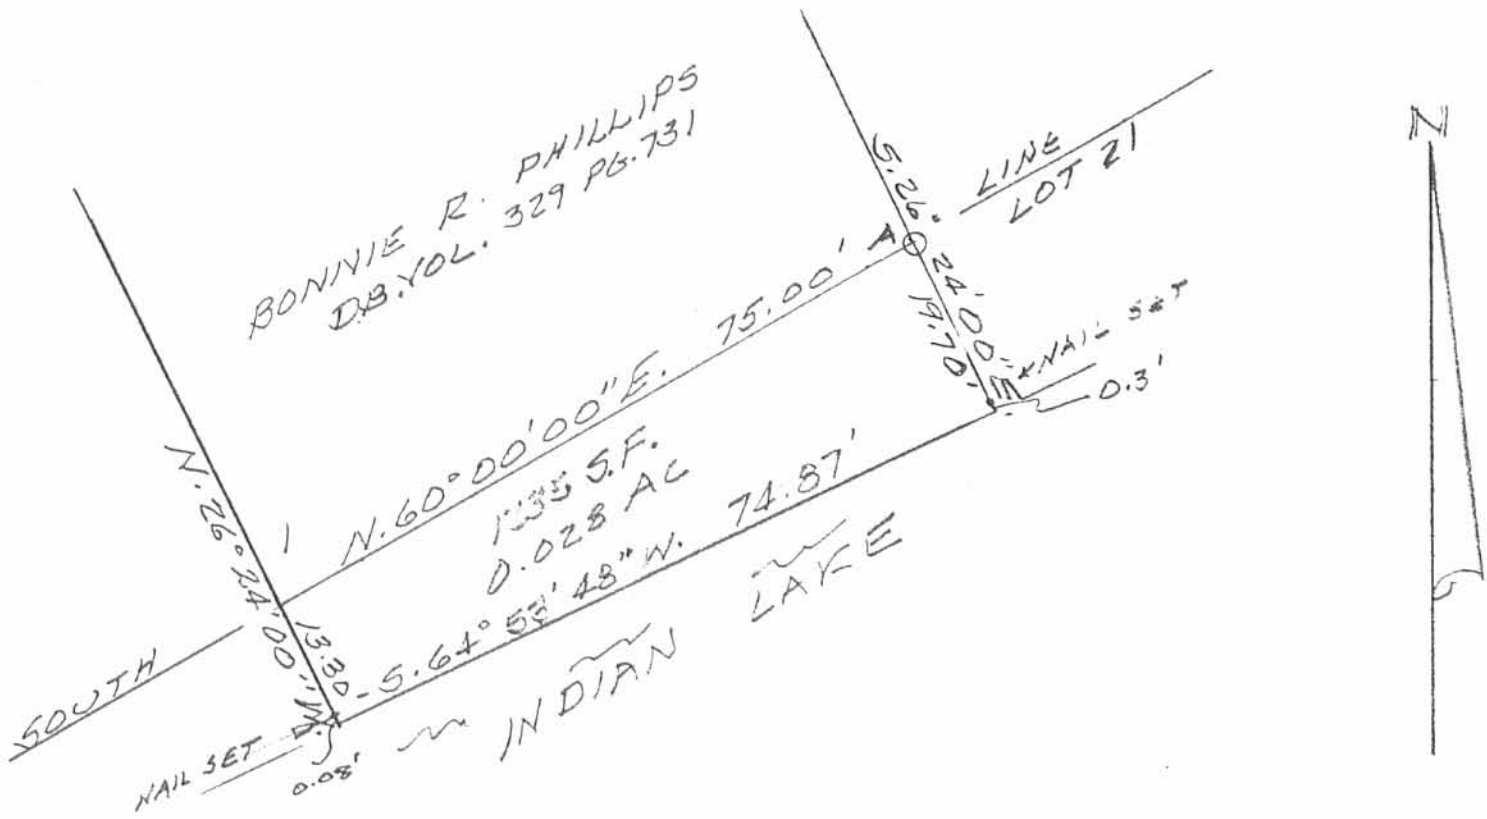 BONNIE R. PHILLIPS
D.B. VOL. 329 PG. 731
N
LINE
LOT 21
S. 26° 24' 00" E.
19.70'
A
NAIL SET
0.3'
N. 60° 00' 00" E. 75.00'
S.F.
0.028 AC
S. 64° 53' 48" W. 74.87'
N. 26° 24' 00" W.
13.30
SOUTH
NAIL SET
0.08'
INDIAN LAKE